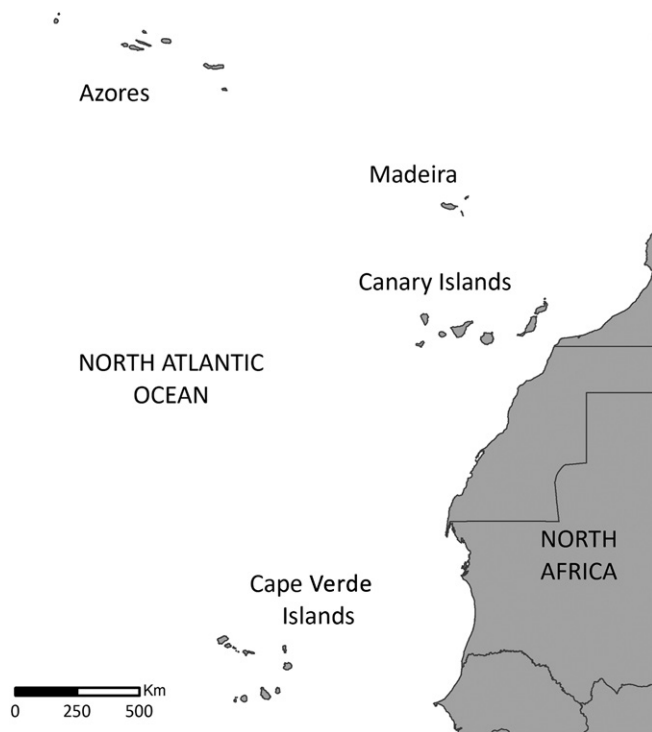 Azores
Madeira
Canary Islands
NORTH ATLANTIC
OCEAN
NORTH
AFRICA
Cape Verde
Islands
Km
0 250 500